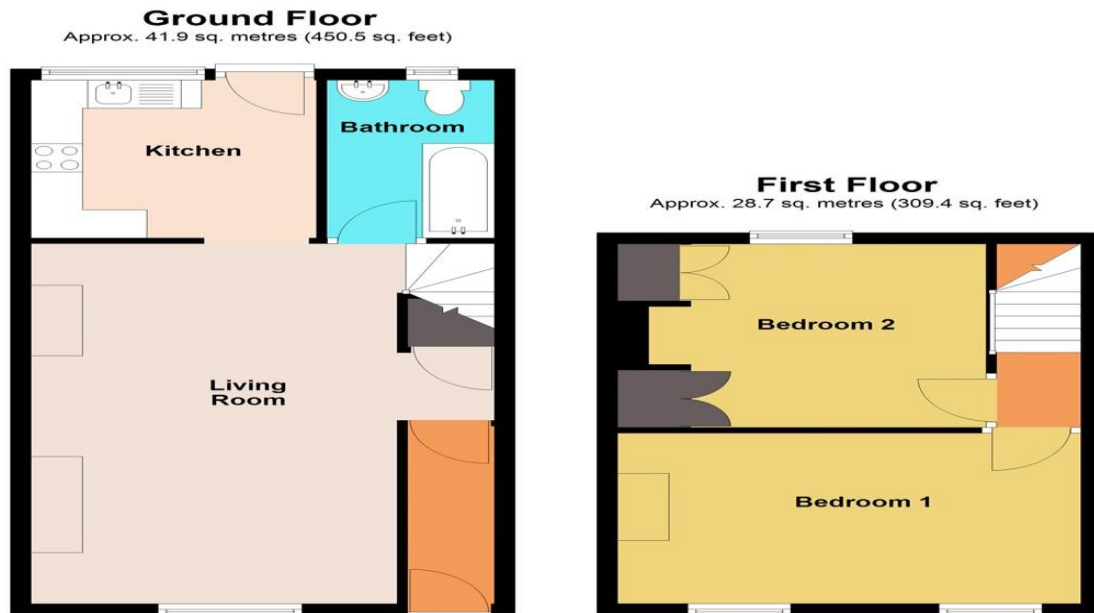 Ground Floor
Approx. 41.9 sq. metres (450.5 sq. feet)
Kitchen
Bathroom
Living
Room
First Floor
Approx. 28.7 sq. metres (309.4 sq. feet)
Bedroom 2
Bedroom 1